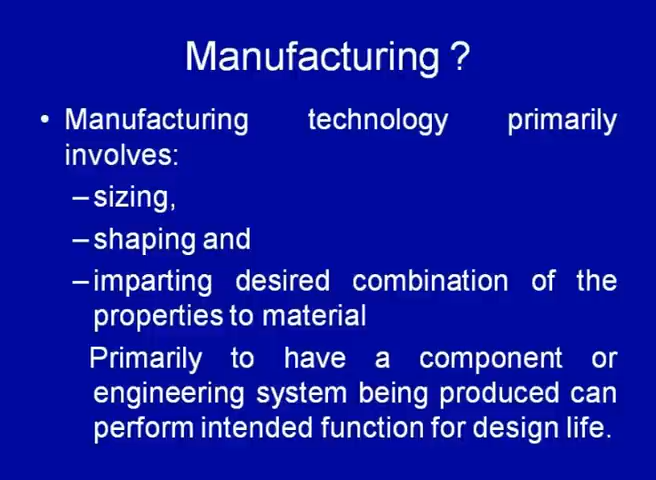 Manufacturing ?
• Manufacturing technology primarily
involves:
– sizing,
– shaping and
– imparting desired combination of the
properties to material
Primarily to have a component or
engineering system being produced can
perform intended function for design life.